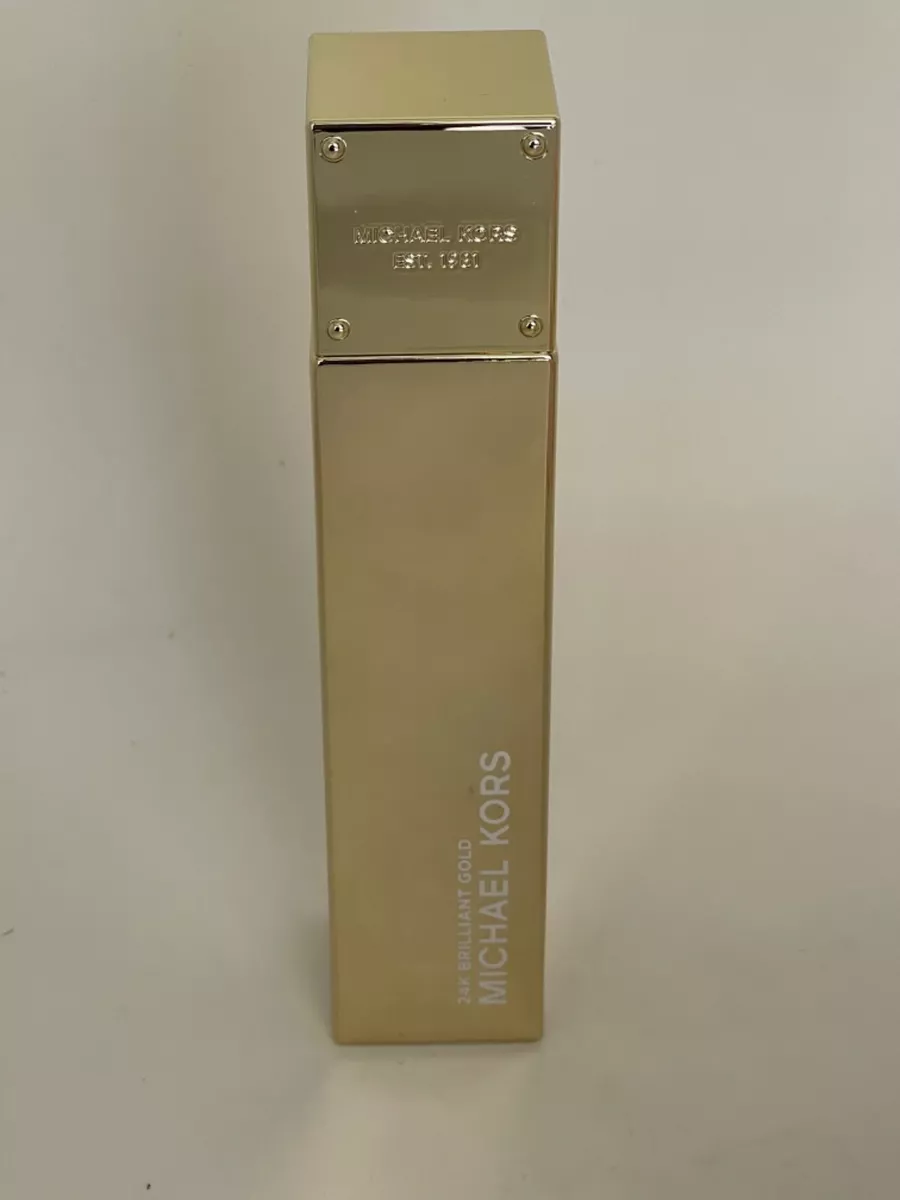 MICHAEL KORS
EST. 1981
24K BRILLIANT GOLD
MICHAEL KORS